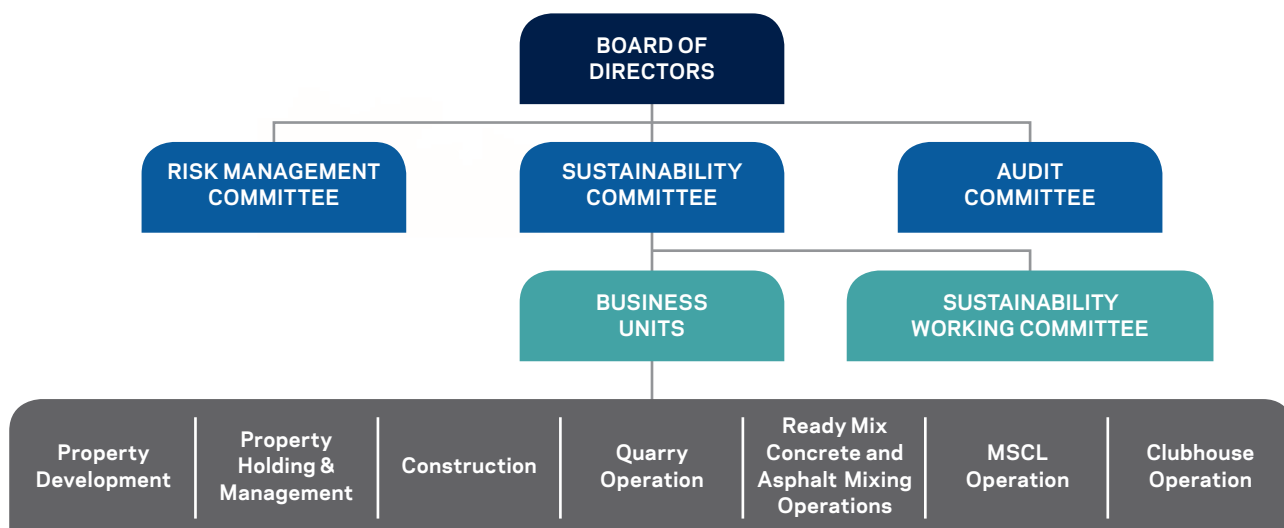 BOARD OF
DIRECTORS
RISK MANAGEMENT
COMMITTEE
SUSTAINABILITY
COMMITTEE
AUDIT
COMMITTEE
BUSINESS
UNITS
SUSTAINABILITY
WORKING COMMITTEE
Property
Development
Property
Holding &
Management
Construction
Quarry
Operation
Ready Mix
Concrete and
Asphalt Mixing
Operations
MSCL
Operation
Clubhouse
Operation